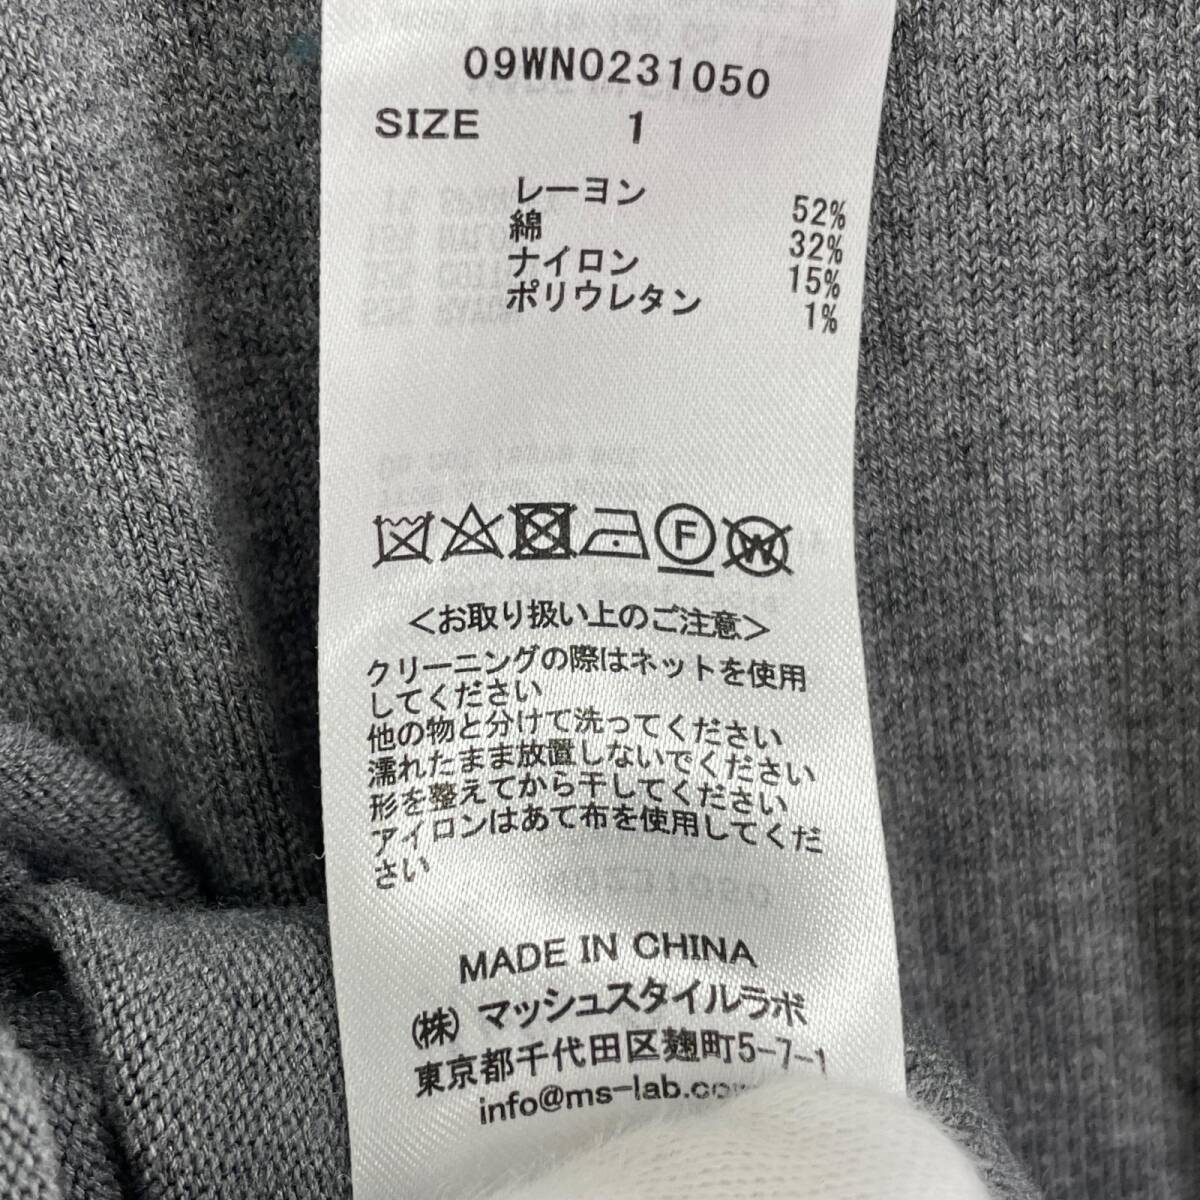 09WNO231050
SIZE 1
レーヨン 52%
綿 32%
ナイロン 15%
ポリウレタン 1%
F
W
<お取り扱い上のご注意>
クリーニングの際はネットを使用
してください
他の物と分けて洗ってください
濡れたまま放置しないでください
形を整えてから干してください
アイロンはあて布を使用してくだ
さい
MADE IN CHINA
(株) マッシュスタイルラボ
東京都千代田区麹町5-7-1
info@ms-lab.com